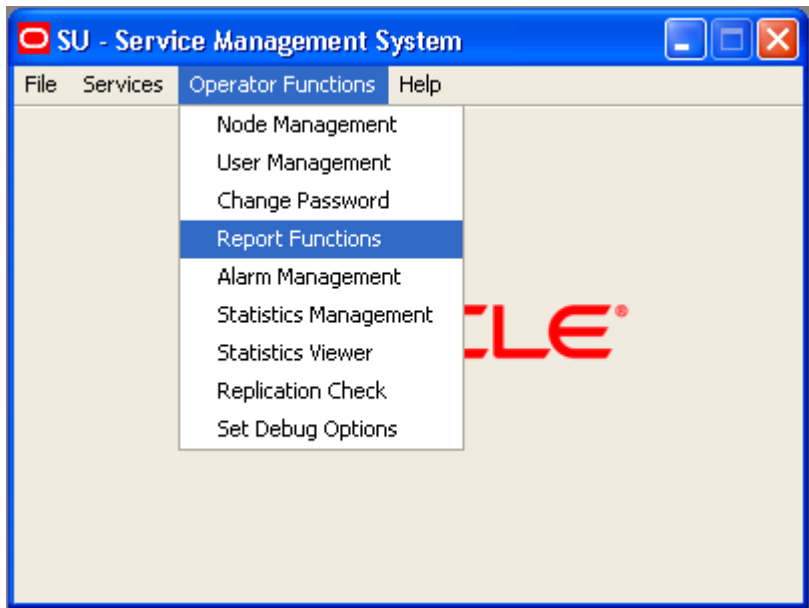 SU - Service Management System
File Services Operator Functions Help
Node Management
User Management
Change Password
Report Functions
Alarm Management
Statistics Management
Statistics Viewer
Replication Check
Set Debug Options
CLE®